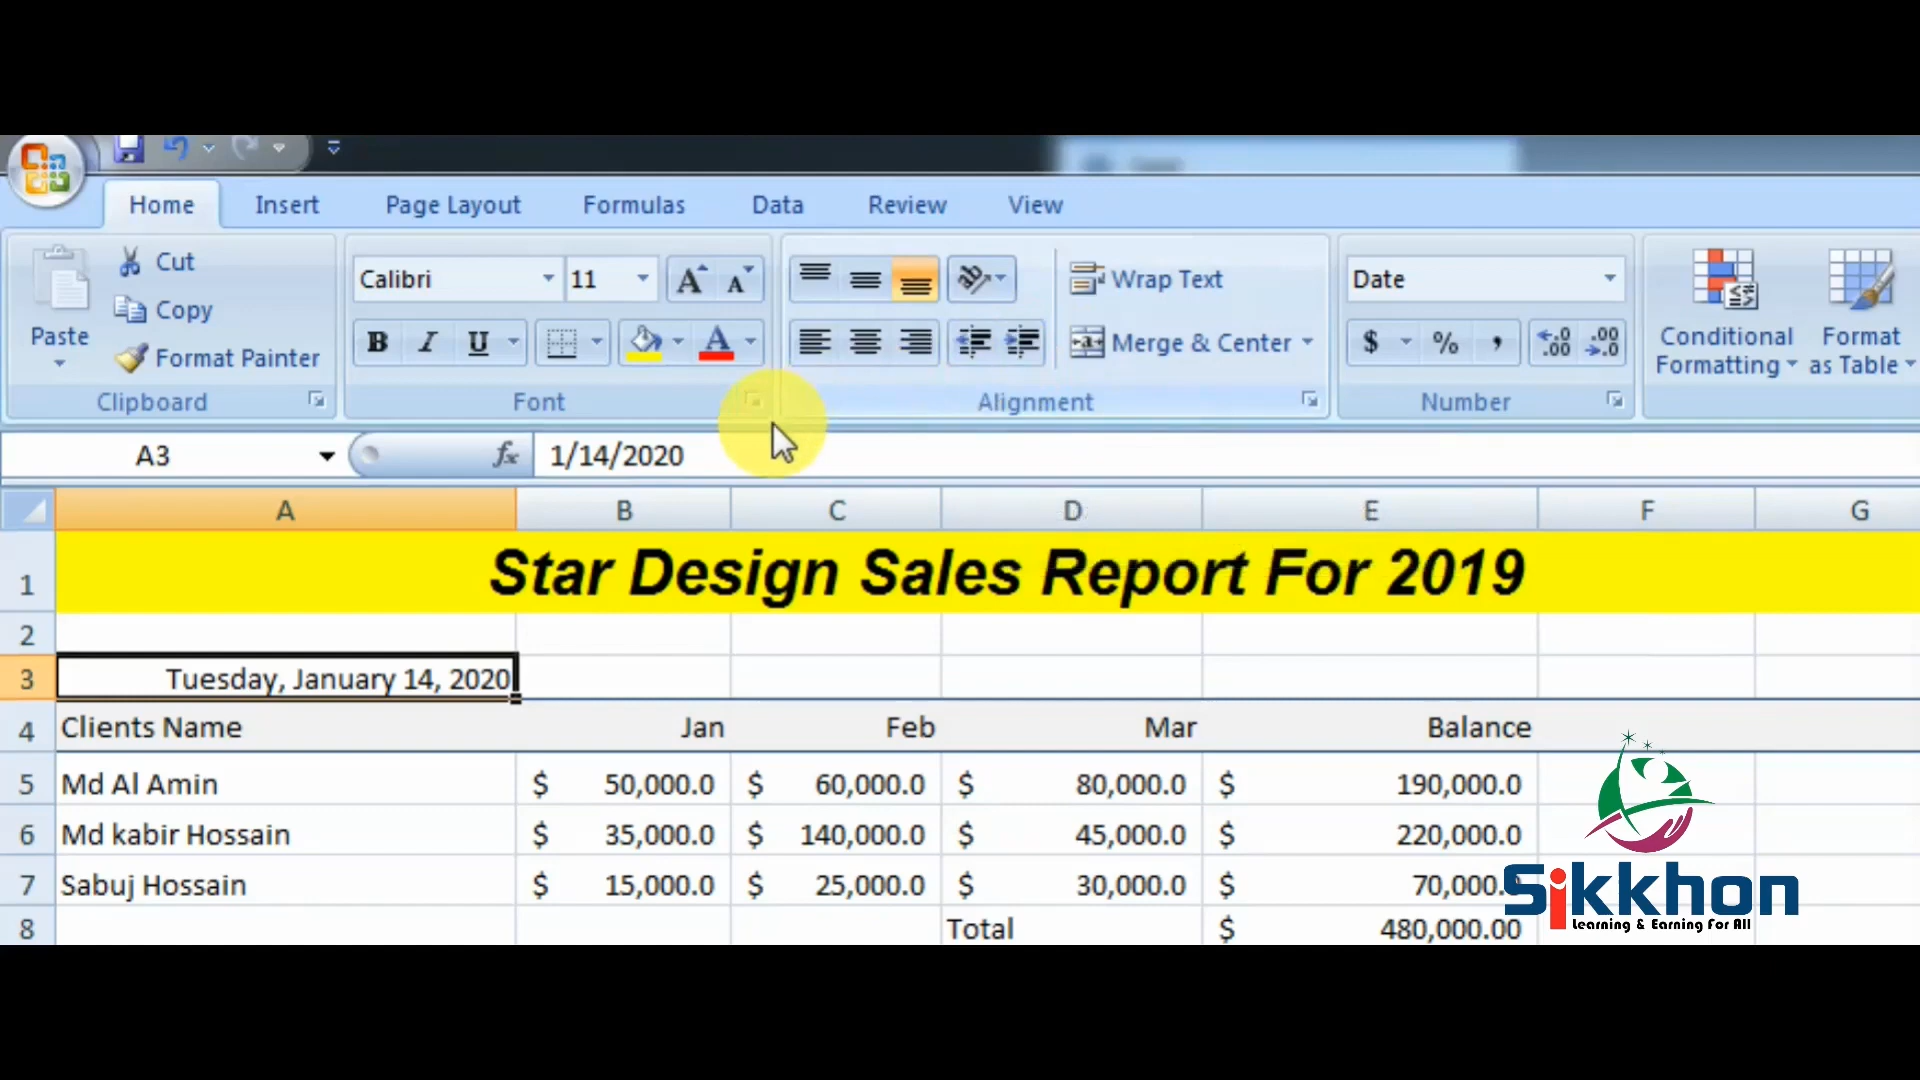 Home Insert Page Layout Formulas Data Review View
Paste
Cut
Copy
Format Painter
Clipboard
Calibri 11
B I U A
Font
Wrap Text
Merge & Center
Alignment
Date
$ % , .00 .0
Number
Conditional Formatting
Format as Table
A3 fx 1/14/2020
A B C D E F G
1 Star Design Sales Report For 2019
2
3 Tuesday, January 14, 2020
4 Clients Name Jan Feb Mar Balance
5 Md Al Amin $ 50,000.0 $ 60,000.0 $ 80,000.0 $ 190,000.0
6 Md kabir Hossain $ 35,000.0 $ 140,000.0 $ 45,000.0 $ 220,000.0
7 Sabuj Hossain $ 15,000.0 $ 25,000.0 $ 30,000.0 $ 70,000.
8 Total $ 480,000.00
Sikkhon
Learning & Earning For All